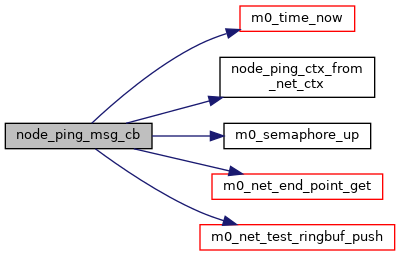 m0_time_now
node_ping_ctx_from
_net_ctx
node_ping_msg_cb
m0_semaphore_up
m0_net_end_point_get
m0_net_test_ringbuf_push